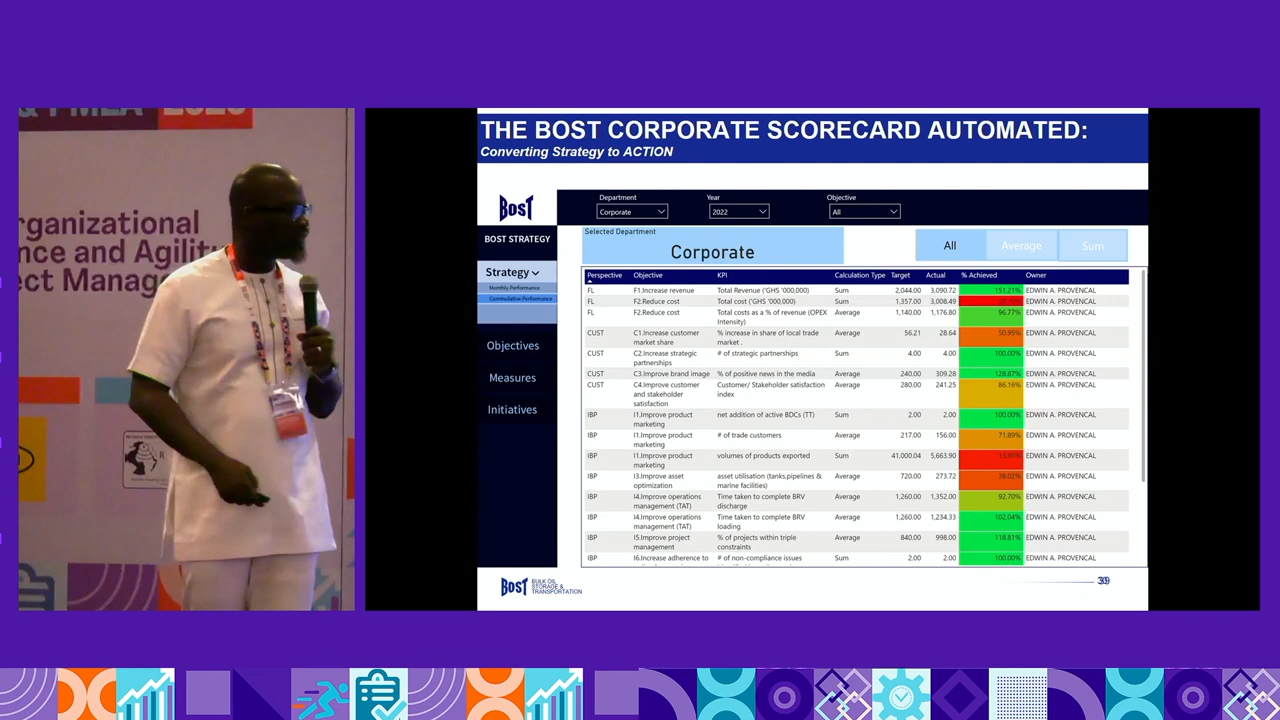 ganizational
nce and Agility
ct Mana
THE BOST CORPORATE SCORECARD AUTOMATED:
Converting Strategy to ACTION
BOST
Department Year Objective
Corporate 2022 All
BOST STRATEGY
Strategy
Monthly Performance
Cummulative Performance
Objectives
Measures
Initiatives
Selected Department
Corporate
All Average Sum
Perspective Objective KPI Calculation Type Target Actual % Achieved Owner
FL F1.Increase revenue Total Revenue ('GHS '000,000) Sum 2,044.00 3,090.72 151.21% EDWIN A. PROVENCAL
FL F2.Reduce cost Total cost ('GHS '000,000) Sum 1,357.00 3,008.49 EDWIN A. PROVENCAL
FL F2.Reduce cost Total costs as a % of revenue (OPEX Average 1,140.00 1,176.80 96.77% EDWIN A. PROVENCAL
Intensity)
CUST C1.Increase customer % increase in share of local trade Average 56.21 28.64 50.95% EDWIN A. PROVENCAL
market share market .
CUST C2.Increase strategic # of strategic partnerships Sum 4.00 4.00 100.00% EDWIN A. PROVENCAL
partnerships
CUST C3.Improve brand image % of positive news in the media Average 240.00 309.28 128.87% EDWIN A. PROVENCAL
CUST C4.Improve customer Customer/ Stakeholder satisfaction Average 280.00 241.25 86.16% EDWIN A. PROVENCAL
and stakeholder index
satisfaction
IBP I1.Improve product net addition of active BDCs (TT) Sum 2.00 2.00 100.00% EDWIN A. PROVENCAL
marketing
IBP I1.Improve product # of trade customers Average 217.00 156.00 71.89% EDWIN A. PROVENCAL
marketing
IBP I1.Improve product volumes of products exported Sum 41,000.04 5,663.90 13.81% EDWIN A. PROVENCAL
marketing
IBP I3.Improve asset asset utilisation (tanks,pipelines & Average 720.00 273.72 38.02% EDWIN A. PROVENCAL
optimization marine facilities)
IBP I4.Improve operations Time taken to complete BRV Average 1,260.00 1,352.00 92.70% EDWIN A. PROVENCAL
management (TAT) discharge
IBP I4.Improve operations Time taken to complete BRV Average 1,260.00 1,234.33 102.04% EDWIN A. PROVENCAL
management (TAT) loading
IBP I5.Improve project % of projects within triple Average 840.00 998.00 118.81% EDWIN A. PROVENCAL
management constraints
IBP I6.Increase adherence to # of non-compliance issues Sum 2.00 2.00 100.00% EDWIN A. PROVENCAL
BOST BULK OIL
STORAGE &
TRANSPORTATION
39